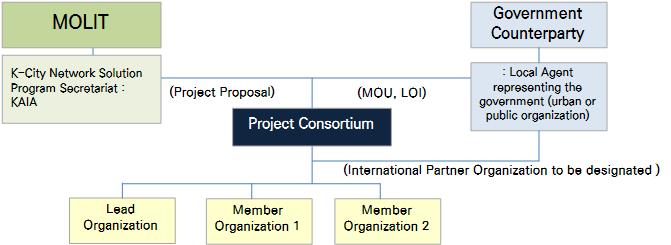 MOLIT
K-City Network Solution
Program Secretariat :
KAIA
Government
Counterparty
: Local Agent
representing the
government (urban or
public organization)
(Project Proposal)
(MOU, LOI)
Project Consortium
(International Partner Organization to be designated )
Lead
Organization
Member
Organization 1
Member
Organization 2